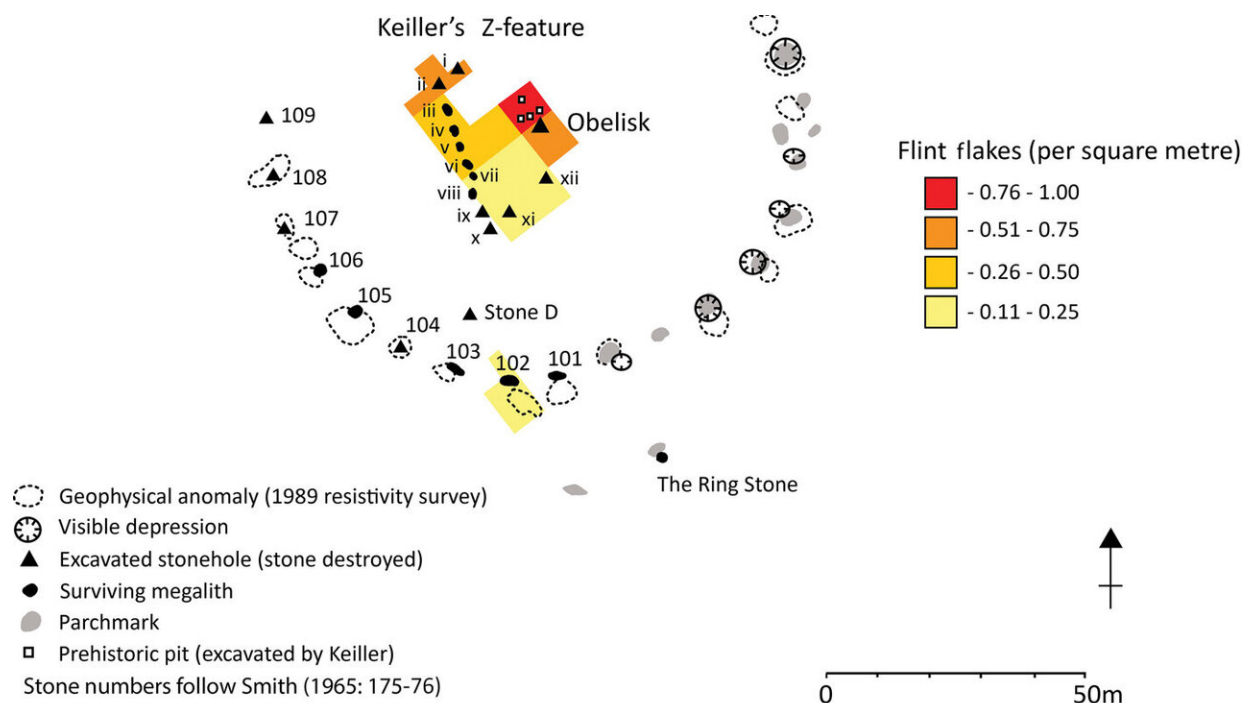 Keiller's Z-feature
i
ii
iii
iv
v
vi
vii
viii
ix
x
xi
xii
Obelisk
109
108
107
106
105
104
103
102
101
Stone D
The Ring Stone
Flint flakes (per square metre)
- 0.76 - 1.00
- 0.51 - 0.75
- 0.26 - 0.50
- 0.11 - 0.25
Geophysical anomaly (1989 resistivity survey)
Visible depression
Excavated stonehole (stone destroyed)
Surviving megalith
Parchmark
Prehistoric pit (excavated by Keiller)
Stone numbers follow Smith (1965: 175-76)
0 50m